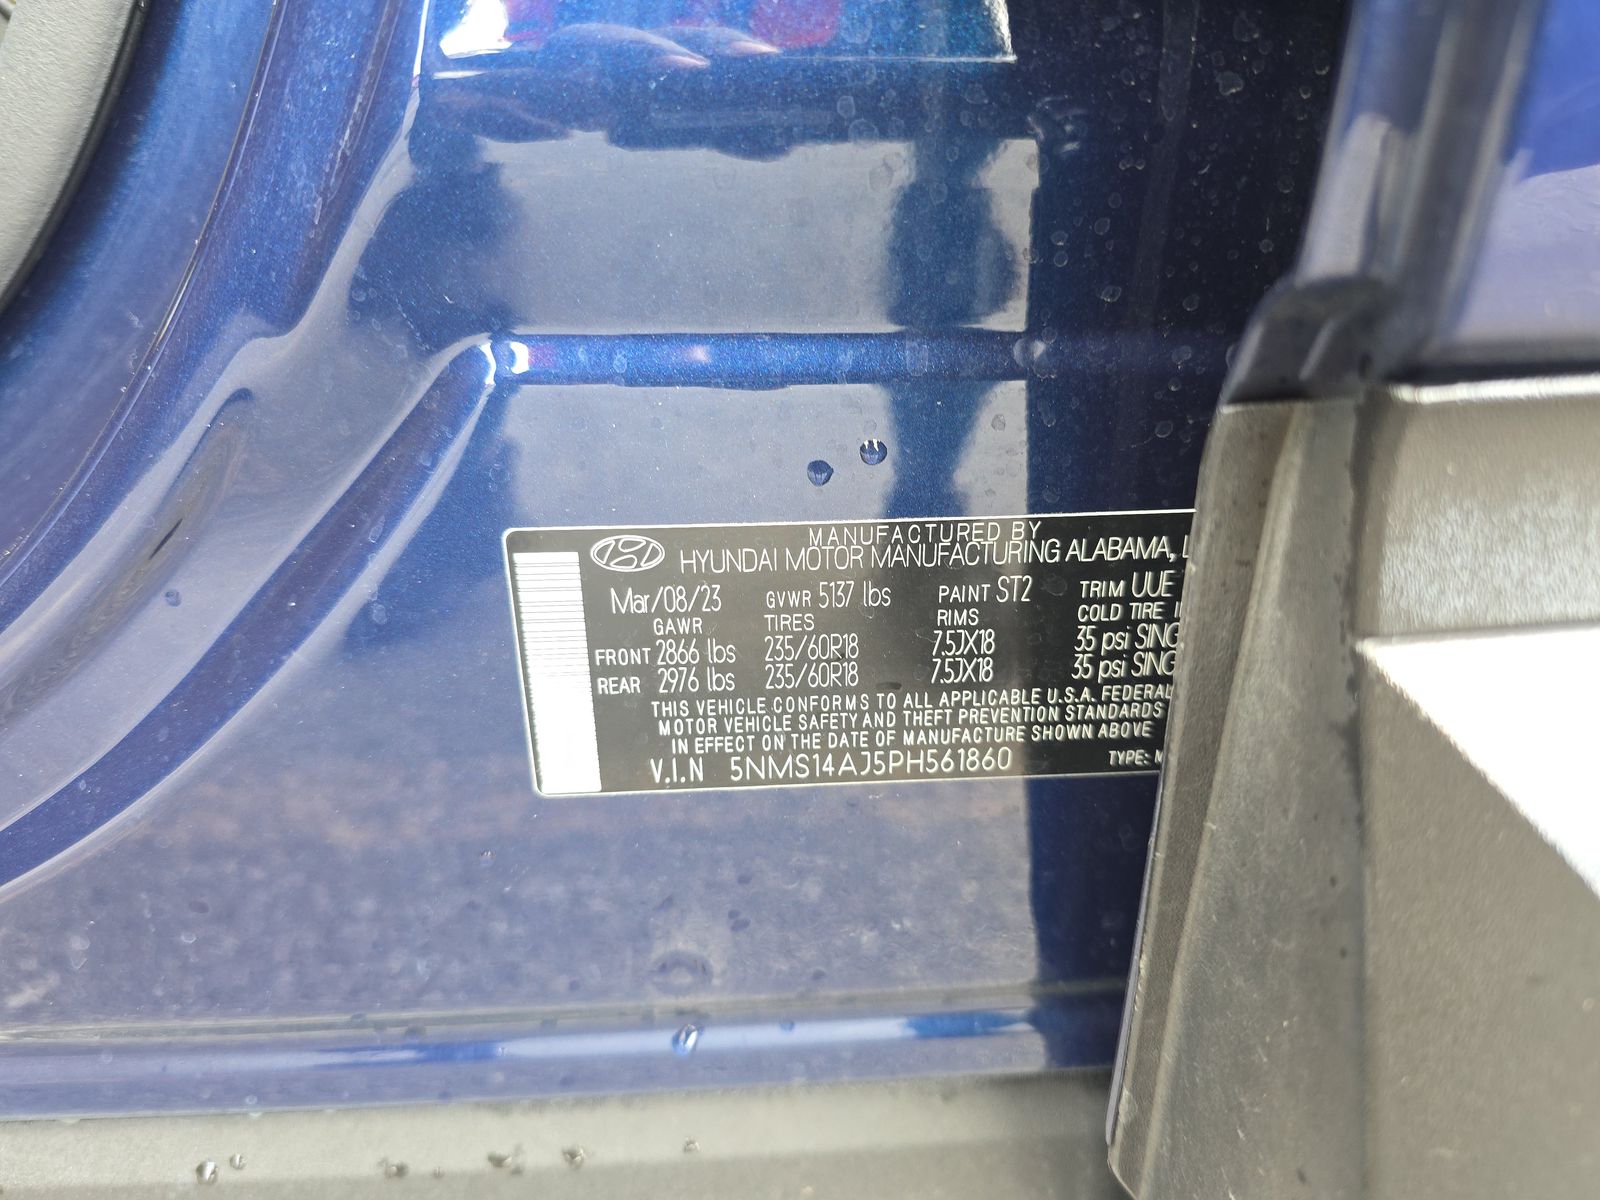 MANUFACTURED BY
HYUNDAI MOTOR MANUFACTURING ALABAMA, L
Mar/08/23 GVWR 5137 lbs PAINT ST2 TRIM UUE
GAWR TIRES RIMS COLD TIRE
FRONT 2866 lbs 235/60R18 7.5JX18 35 psi SING
REAR 2976 lbs 235/60R18 7.5JX18 35 psi SING
THIS VEHICLE CONFORMS TO ALL APPLICABLE U.S.A. FEDERAL
MOTOR VEHICLE SAFETY AND THEFT PREVENTION STANDARDS
IN EFFECT ON THE DATE OF MANUFACTURE SHOWN ABOVE
V.I.N 5NMS14AJ5PH561860 TYPE: M